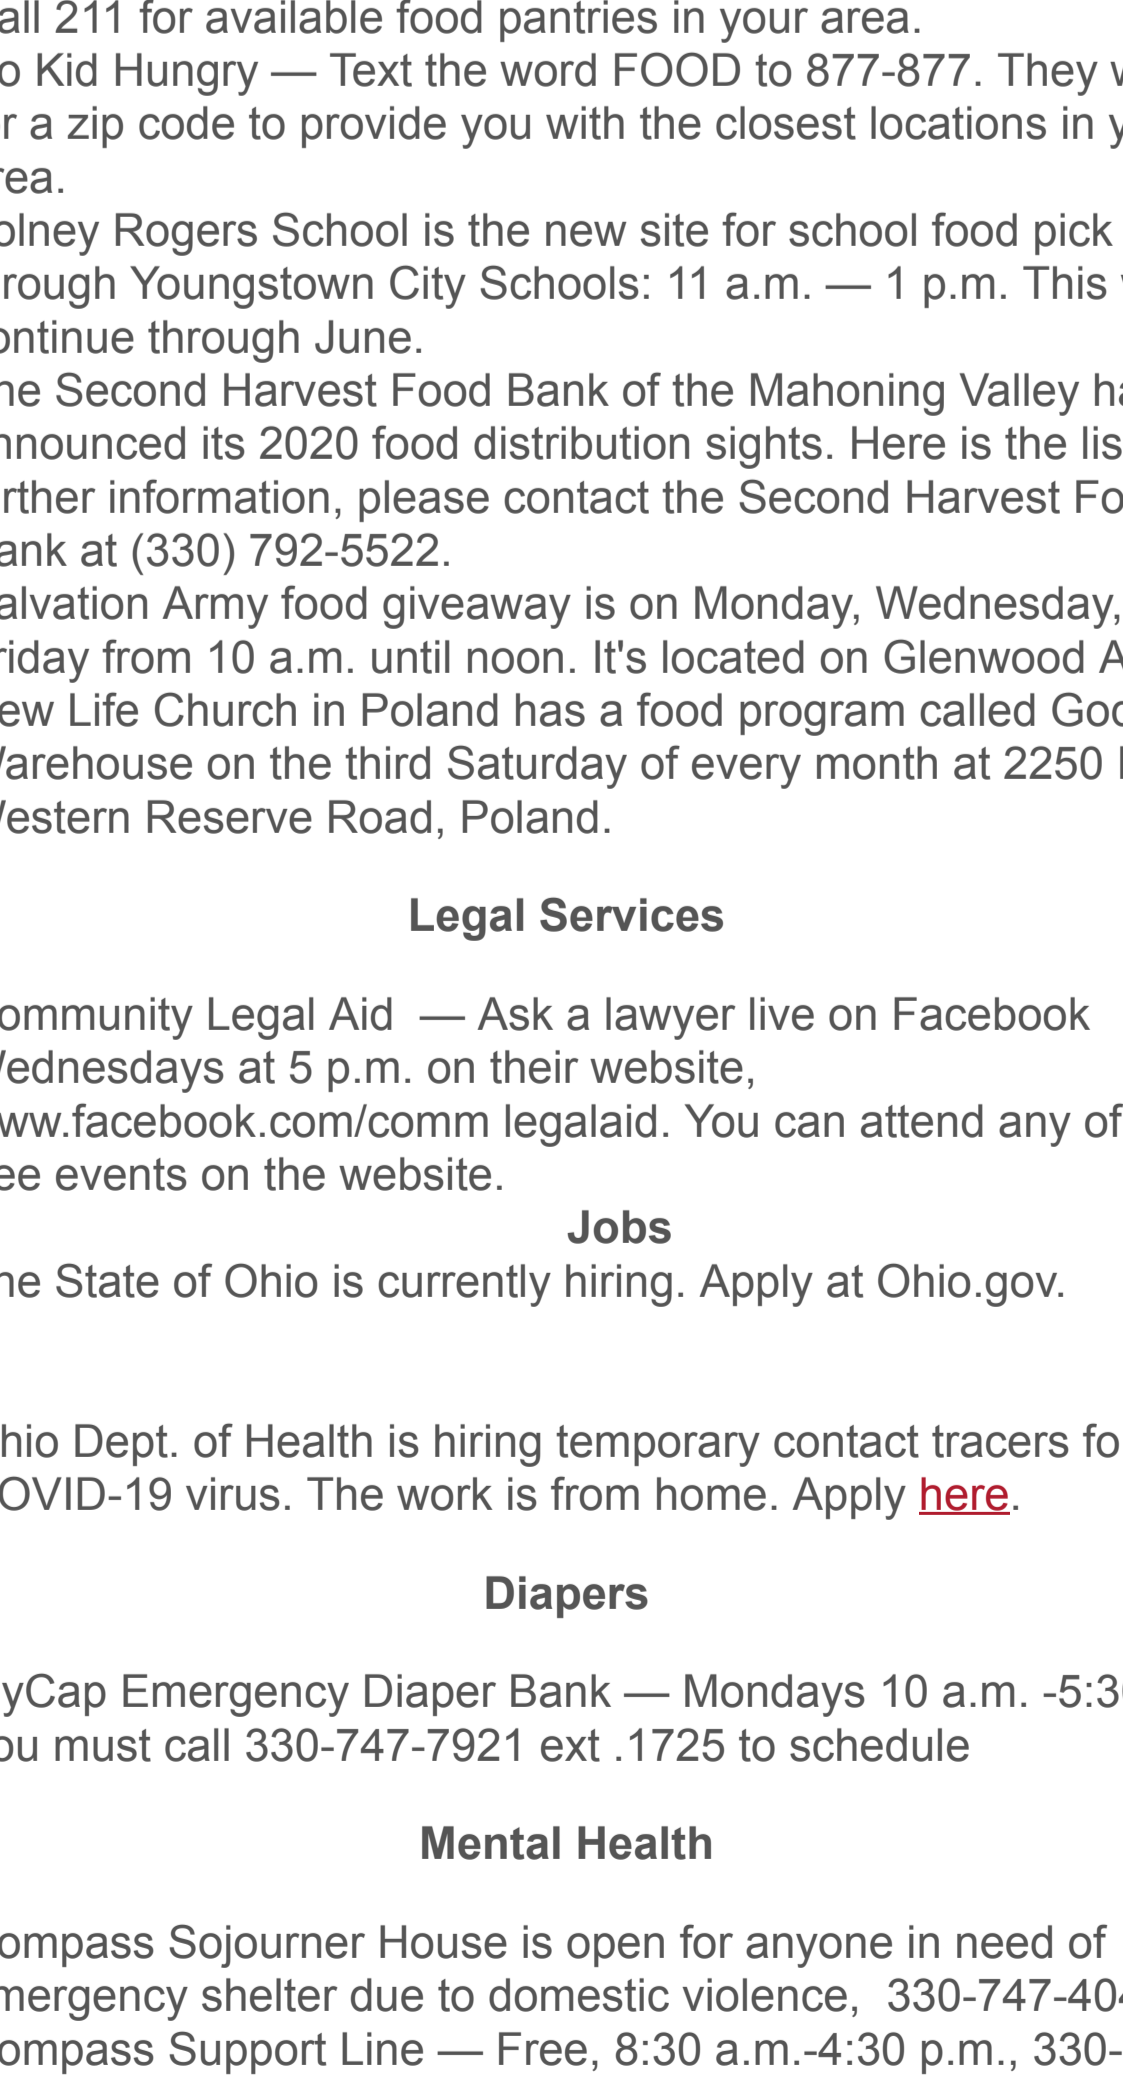 all 211 for available food pantries in your area.
o Kid Hungry — Text the word FOOD to 877-877. They w
r a zip code to provide you with the closest locations in y
rea.
olney Rogers School is the new site for school food pick
rough Youngstown City Schools: 11 a.m. — 1 p.m. This
ontinue through June.
he Second Harvest Food Bank of the Mahoning Valley ha
nnounced its 2020 food distribution sights. Here is the lis
rther information, please contact the Second Harvest Fo
ank at (330) 792-5522.
alvation Army food giveaway is on Monday, Wednesday,
riday from 10 a.m. until noon. It's located on Glenwood A
ew Life Church in Poland has a food program called God
arehouse on the third Saturday of every month at 2250
estern Reserve Road, Poland.
Legal Services
ommunity Legal Aid — Ask a lawyer live on Facebook
ednesdays at 5 p.m. on their website,
ww.facebook.com/comm legalaid. You can attend any of
ee events on the website.
Jobs
he State of Ohio is currently hiring. Apply at Ohio.gov.
hio Dept. of Health is hiring temporary contact tracers fo
OVID-19 virus. The work is from home. Apply here.
Diapers
yCap Emergency Diaper Bank — Mondays 10 a.m. -5:30
ou must call 330-747-7921 ext .1725 to schedule
Mental Health
ompass Sojourner House is open for anyone in need of
mergency shelter due to domestic violence, 330-747-404
ompass Support Line — Free, 8:30 a.m.-4:30 p.m., 330-